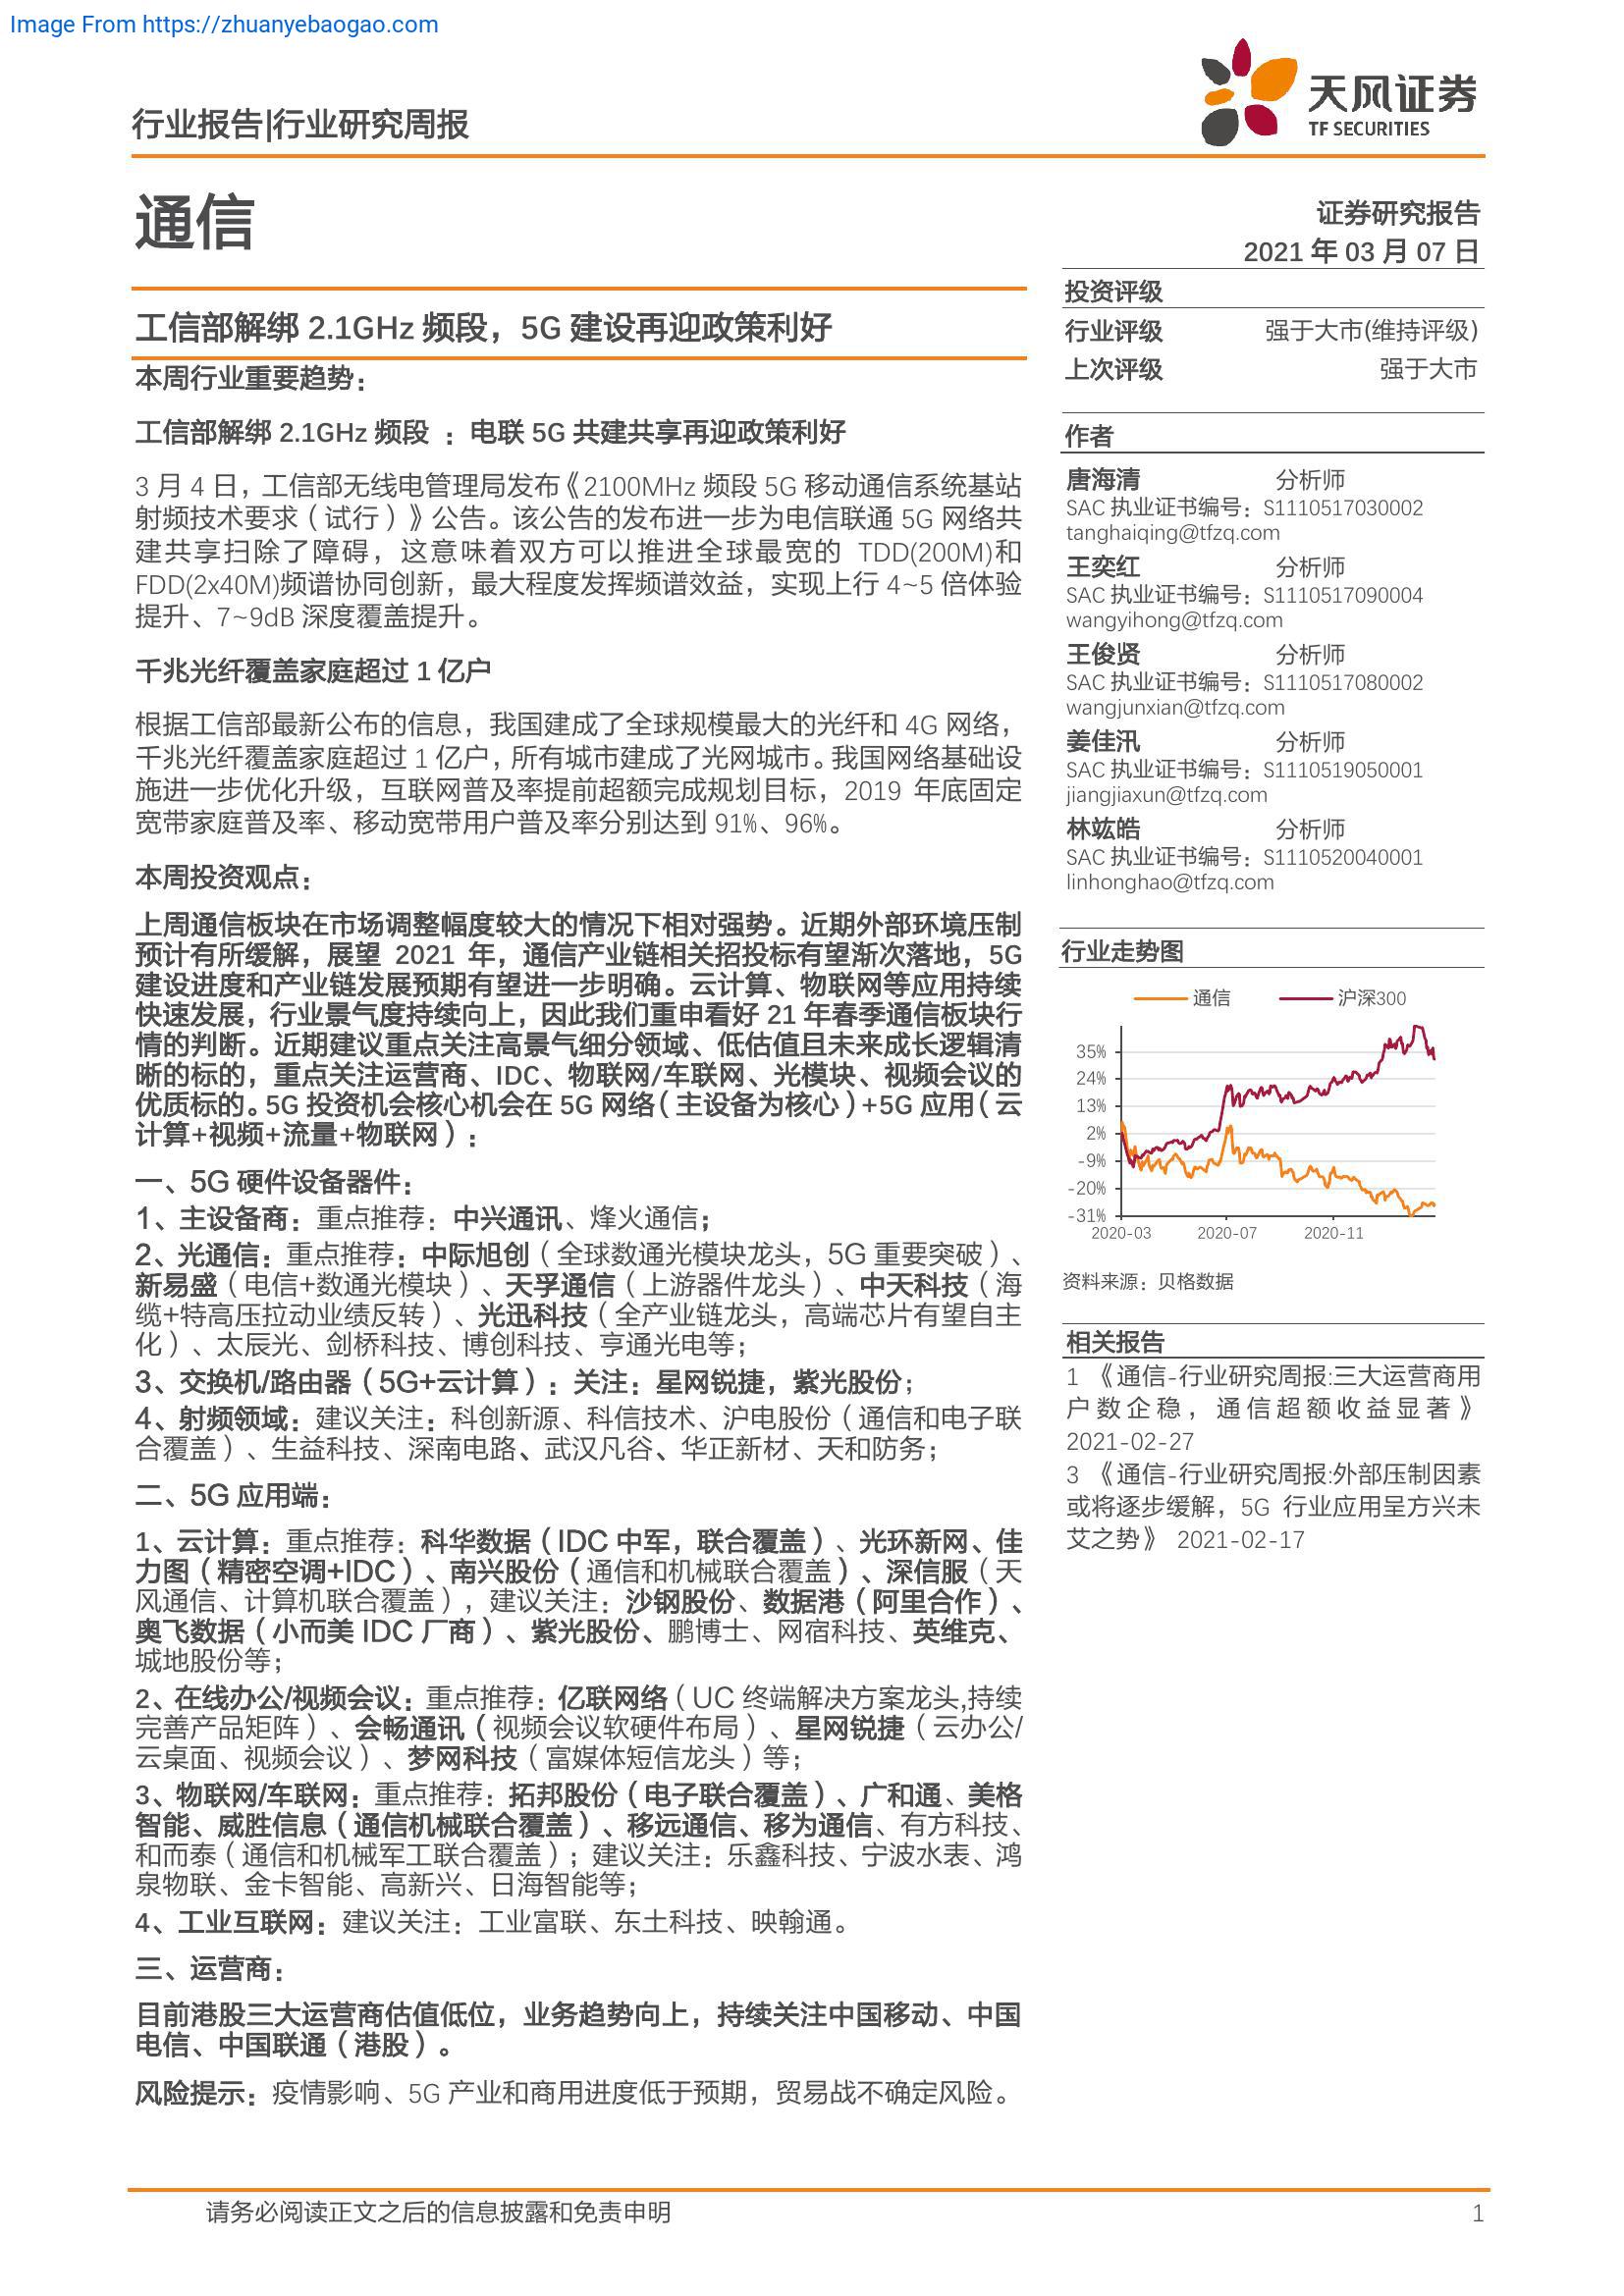 Image From https://zhuanyebaogao.com
行业报告|行业研究周报
天风证券
TF SECURITIES
通信
证券研究报告
2021 年 03 月 07 日
工信部解绑 2.1GHz 频段，5G 建设再迎政策利好
本周行业重要趋势：
工信部解绑 2.1GHz 频段 ：电联 5G 共建共享再迎政策利好
3 月 4 日，工信部无线电管理局发布《2100MHz 频段 5G 移动通信系统基站
射频技术要求（试行）》公告。该公告的发布进一步为电信联通 5G 网络共
建共享扫除了障碍，这意味着双方可以推进全球最宽的 TDD(200M)和
FDD(2x40M)频谱协同创新，最大程度发挥频谱效益，实现上行 4~5 倍体验
提升、7~9dB 深度覆盖提升。
千兆光纤覆盖家庭超过 1 亿户
根据工信部最新公布的信息，我国建成了全球规模最大的光纤和 4G 网络，
千兆光纤覆盖家庭超过 1 亿户，所有城市建成了光网城市。我国网络基础设
施进一步优化升级，互联网普及率提前超额完成规划目标，2019 年底固定
宽带家庭普及率、移动宽带用户普及率分别达到 91%、96%。
本周投资观点：
上周通信板块在市场调整幅度较大的情况下相对强势。近期外部环境压制
预计有所缓解，展望 2021 年，通信产业链相关招投标有望渐次落地，5G
建设进度和产业链发展预期有望进一步明确。云计算、物联网等应用持续
快速发展，行业景气度持续向上，因此我们重申看好 21 年春季通信板块行
情的判断。近期建议重点关注高景气细分领域、低估值且未来成长逻辑清
晰的标的，重点关注运营商、IDC、物联网/车联网、光模块、视频会议的
优质标的。5G 投资机会核心机会在 5G 网络（主设备为核心）+5G 应用（云
计算+视频+流量+物联网）：
一、5G 硬件设备器件：
1、主设备商：重点推荐：中兴通讯、烽火通信；
2、光通信：重点推荐：中际旭创（全球数通光模块龙头，5G 重要突破）、
新易盛（电信+数通光模块）、天孚通信（上游器件龙头）、中天科技（海
缆+特高压拉动业绩反转）、光迅科技（全产业链龙头，高端芯片有望自主
化）、太辰光、剑桥科技、博创科技、亨通光电等；
3、交换机/路由器（5G+云计算）：关注：星网锐捷，紫光股份；
4、射频领域：建议关注：科创新源、科信技术、沪电股份（通信和电子联
合覆盖）、生益科技、深南电路、武汉凡谷、华正新材、天和防务；
二、5G 应用端：
1、云计算：重点推荐：科华数据（IDC 中军，联合覆盖）、光环新网、佳
力图（精密空调+IDC）、南兴股份（通信和机械联合覆盖）、深信服（天
风通信、计算机联合覆盖），建议关注：沙钢股份、数据港（阿里合作）、
奥飞数据（小而美 IDC 厂商）、紫光股份、鹏博士、网宿科技、英维克、
城地股份等；
2、在线办公/视频会议：重点推荐：亿联网络（UC 终端解决方案龙头,持续
完善产品矩阵）、会畅通讯（视频会议软硬件布局）、星网锐捷（云办公/
云桌面、视频会议）、梦网科技（富媒体短信龙头）等；
3、物联网/车联网：重点推荐：拓邦股份（电子联合覆盖）、广和通、美格
智能、威胜信息（通信机械联合覆盖）、移远通信、移为通信、有方科技、
和而泰（通信和机械军工联合覆盖）；建议关注：乐鑫科技、宁波水表、鸿
泉物联、金卡智能、高新兴、日海智能等；
4、工业互联网：建议关注：工业富联、东土科技、映翰通。
三、运营商：
目前港股三大运营商估值低位，业务趋势向上，持续关注中国移动、中国
电信、中国联通（港股）。
风险提示：疫情影响、5G 产业和商用进度低于预期，贸易战不确定风险。
投资评级
行业评级 强于大市(维持评级)
上次评级 强于大市
作者
唐海清 分析师
SAC 执业证书编号：S1110517030002
tanghaiqing@tfzq.com
王奕红 分析师
SAC 执业证书编号：S1110517090004
wangyihong@tfzq.com
王俊贤 分析师
SAC 执业证书编号：S1110517080002
wangjunxian@tfzq.com
姜佳汛 分析师
SAC 执业证书编号：S1110519050001
jiangjiaxun@tfzq.com
林竑皓 分析师
SAC 执业证书编号：S1110520040001
linhonghao@tfzq.com
行业走势图
通信 沪深300
35%
24%
13%
2%
-9%
-20%
-31%
2020-03 2020-07 2020-11
资料来源：贝格数据
相关报告
1 《通信-行业研究周报:三大运营商用
户数企稳，通信超额收益显著》
2021-02-27
3 《通信-行业研究周报:外部压制因素
或将逐步缓解，5G 行业应用呈方兴未
艾之势》 2021-02-17
请务必阅读正文之后的信息披露和免责申明 1